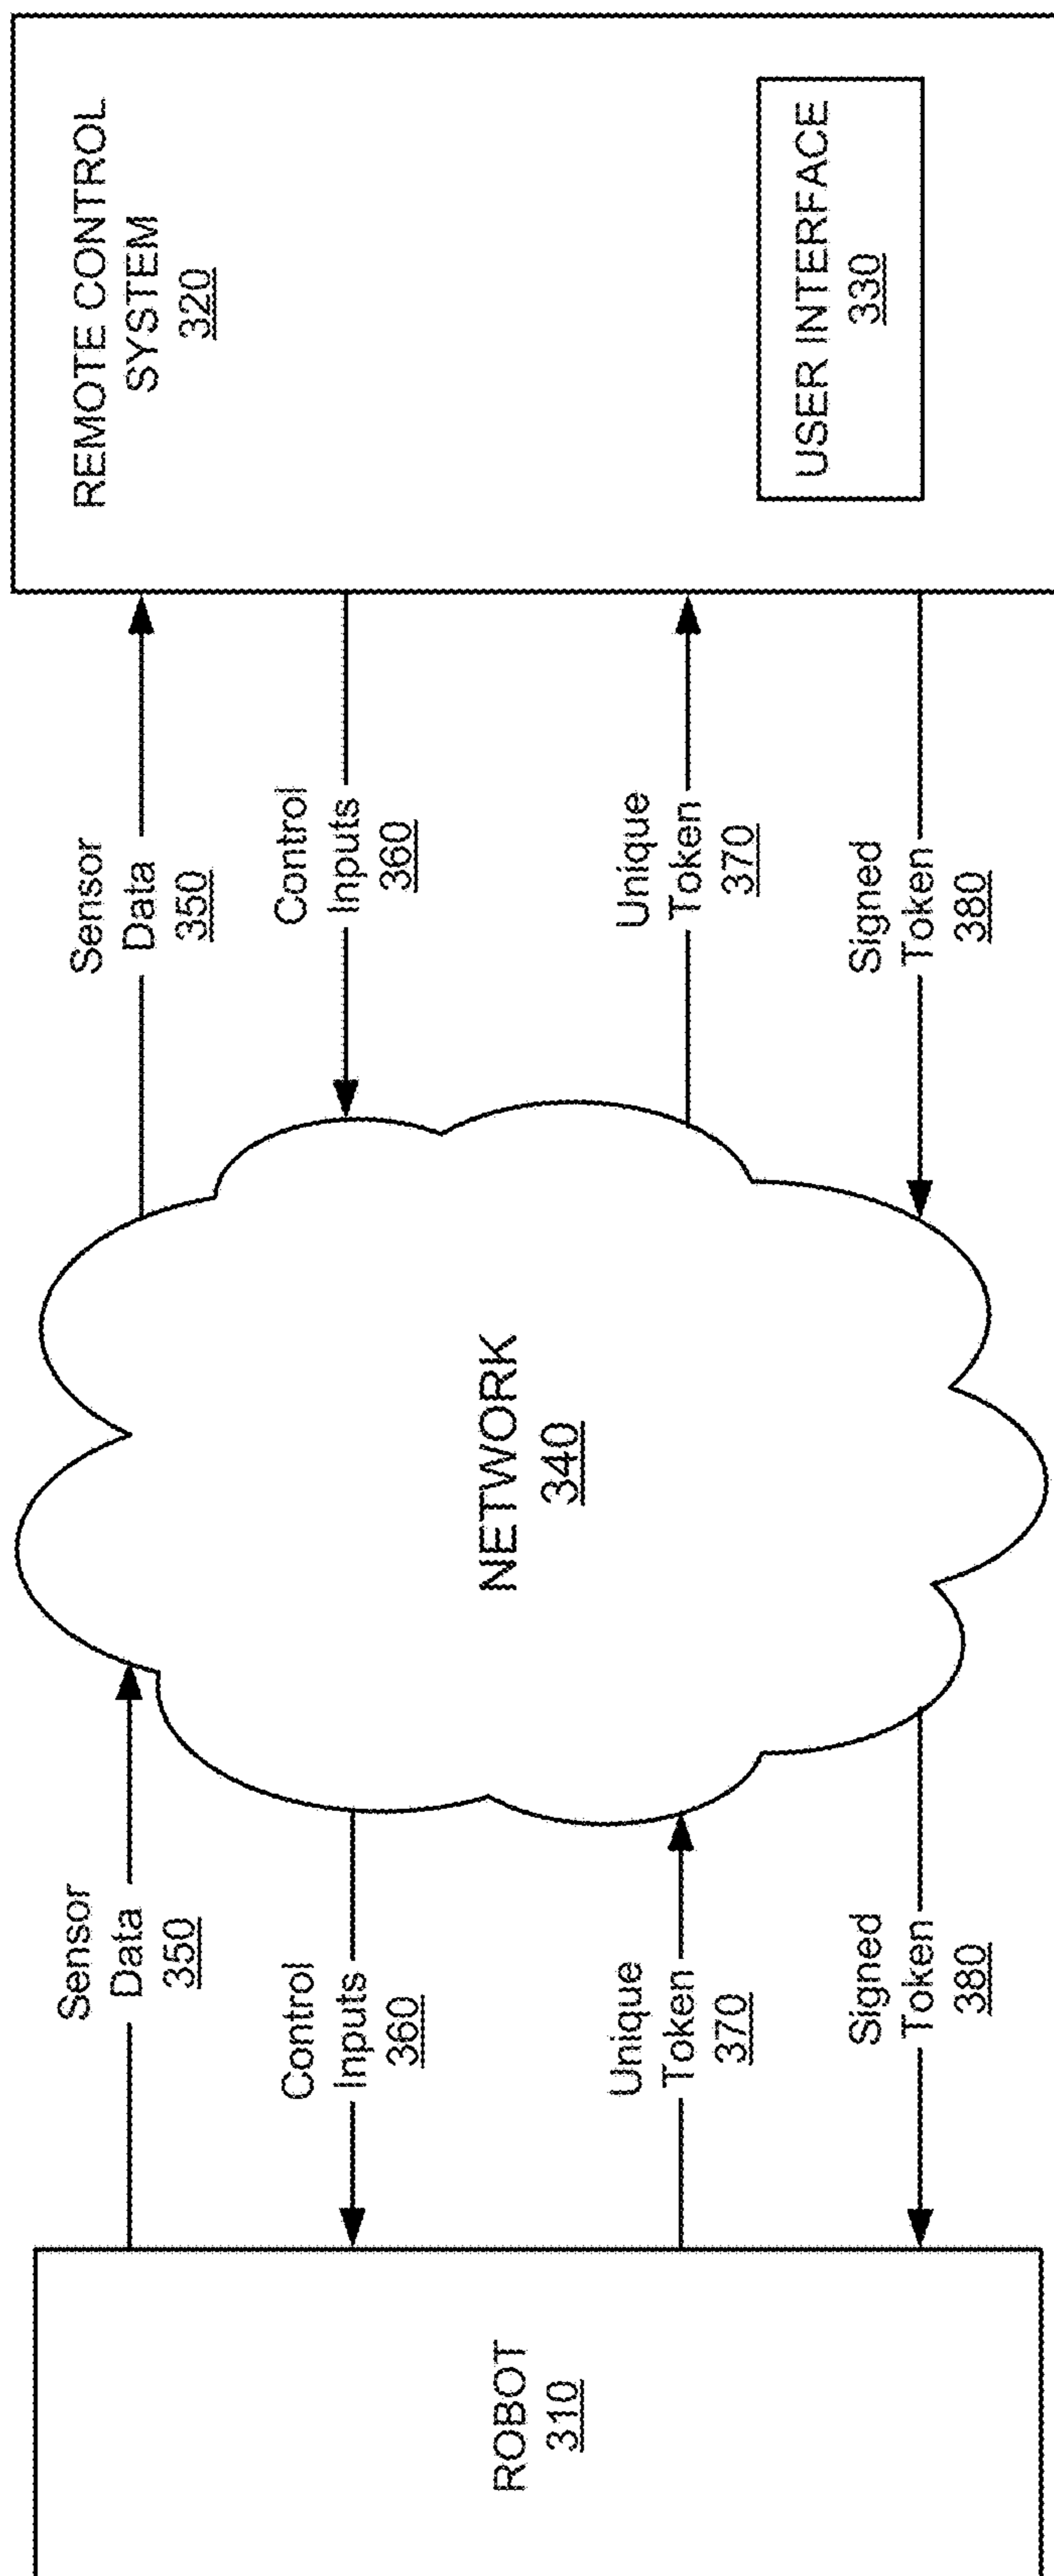 ROBOT
310
Sensor
Data
350
Control
Inputs
360
Unique
Token
370
Signed
Token
380
NETWORK
340
Sensor
Data
350
Control
Inputs
360
Unique
Token
370
Signed
Token
380
REMOTE CONTROL
SYSTEM
320
USER INTERFACE
330